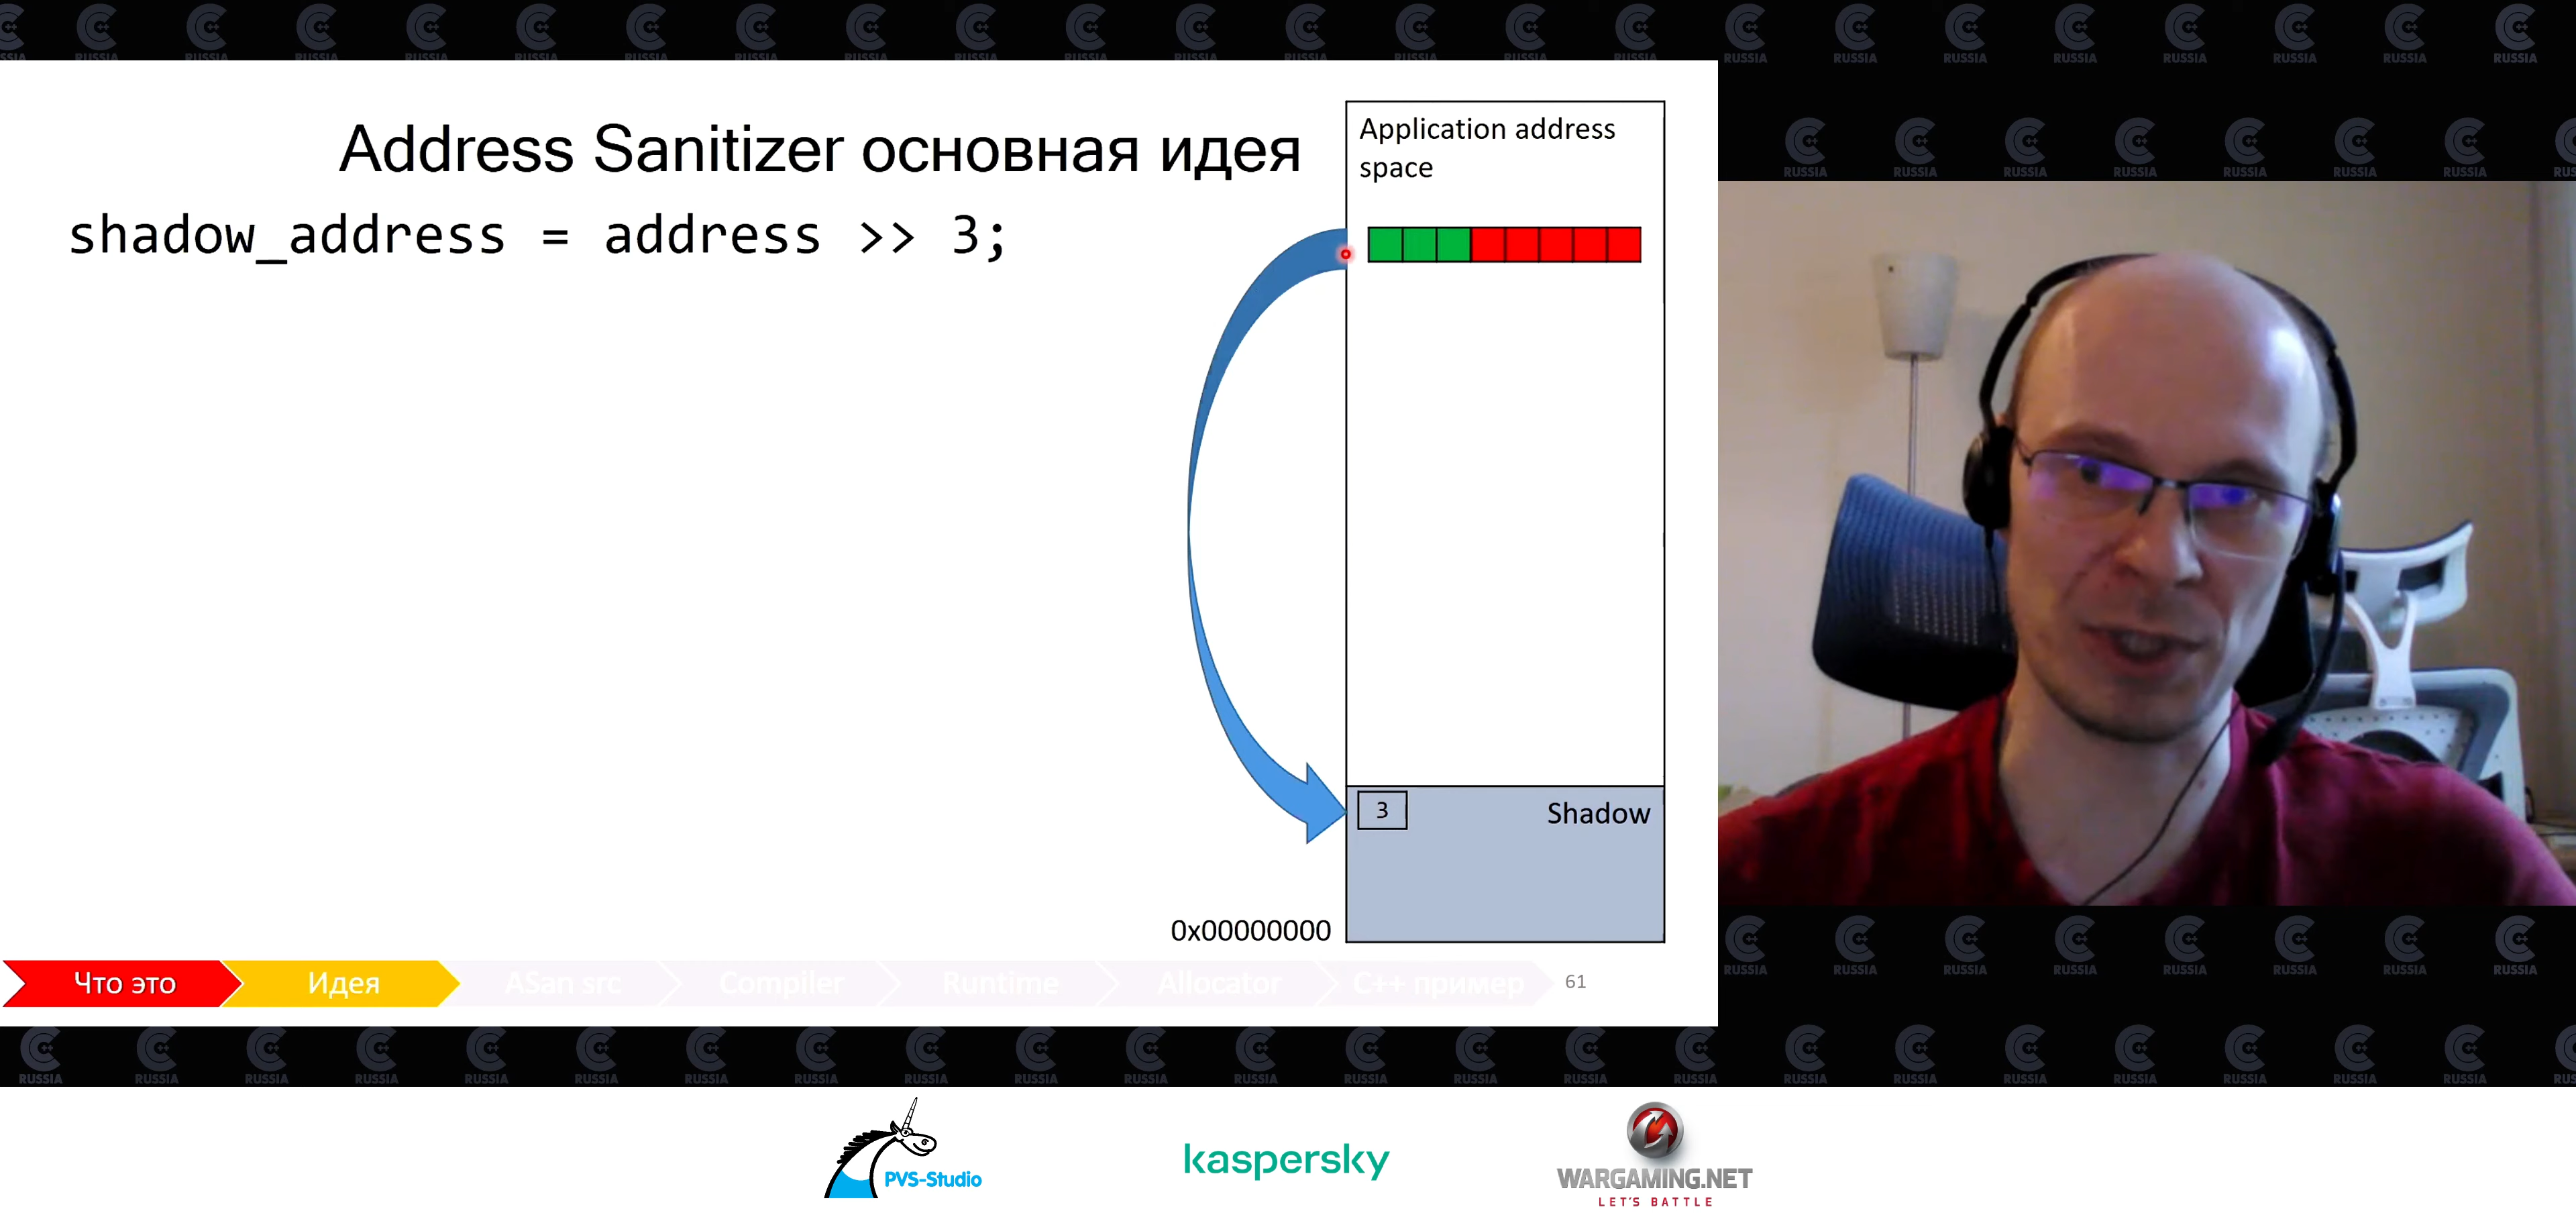 Address Sanitizer основная идея
shadow_address = address >> 3;
Application address
space
3
Shadow
0x00000000
Что это
Идея
ASan src
Compiler
Runtime
Allocator
C++ пример
61
RUSSIA
PVS-Studio
kaspersky
WARGAMING.NET
LET'S BATTLE